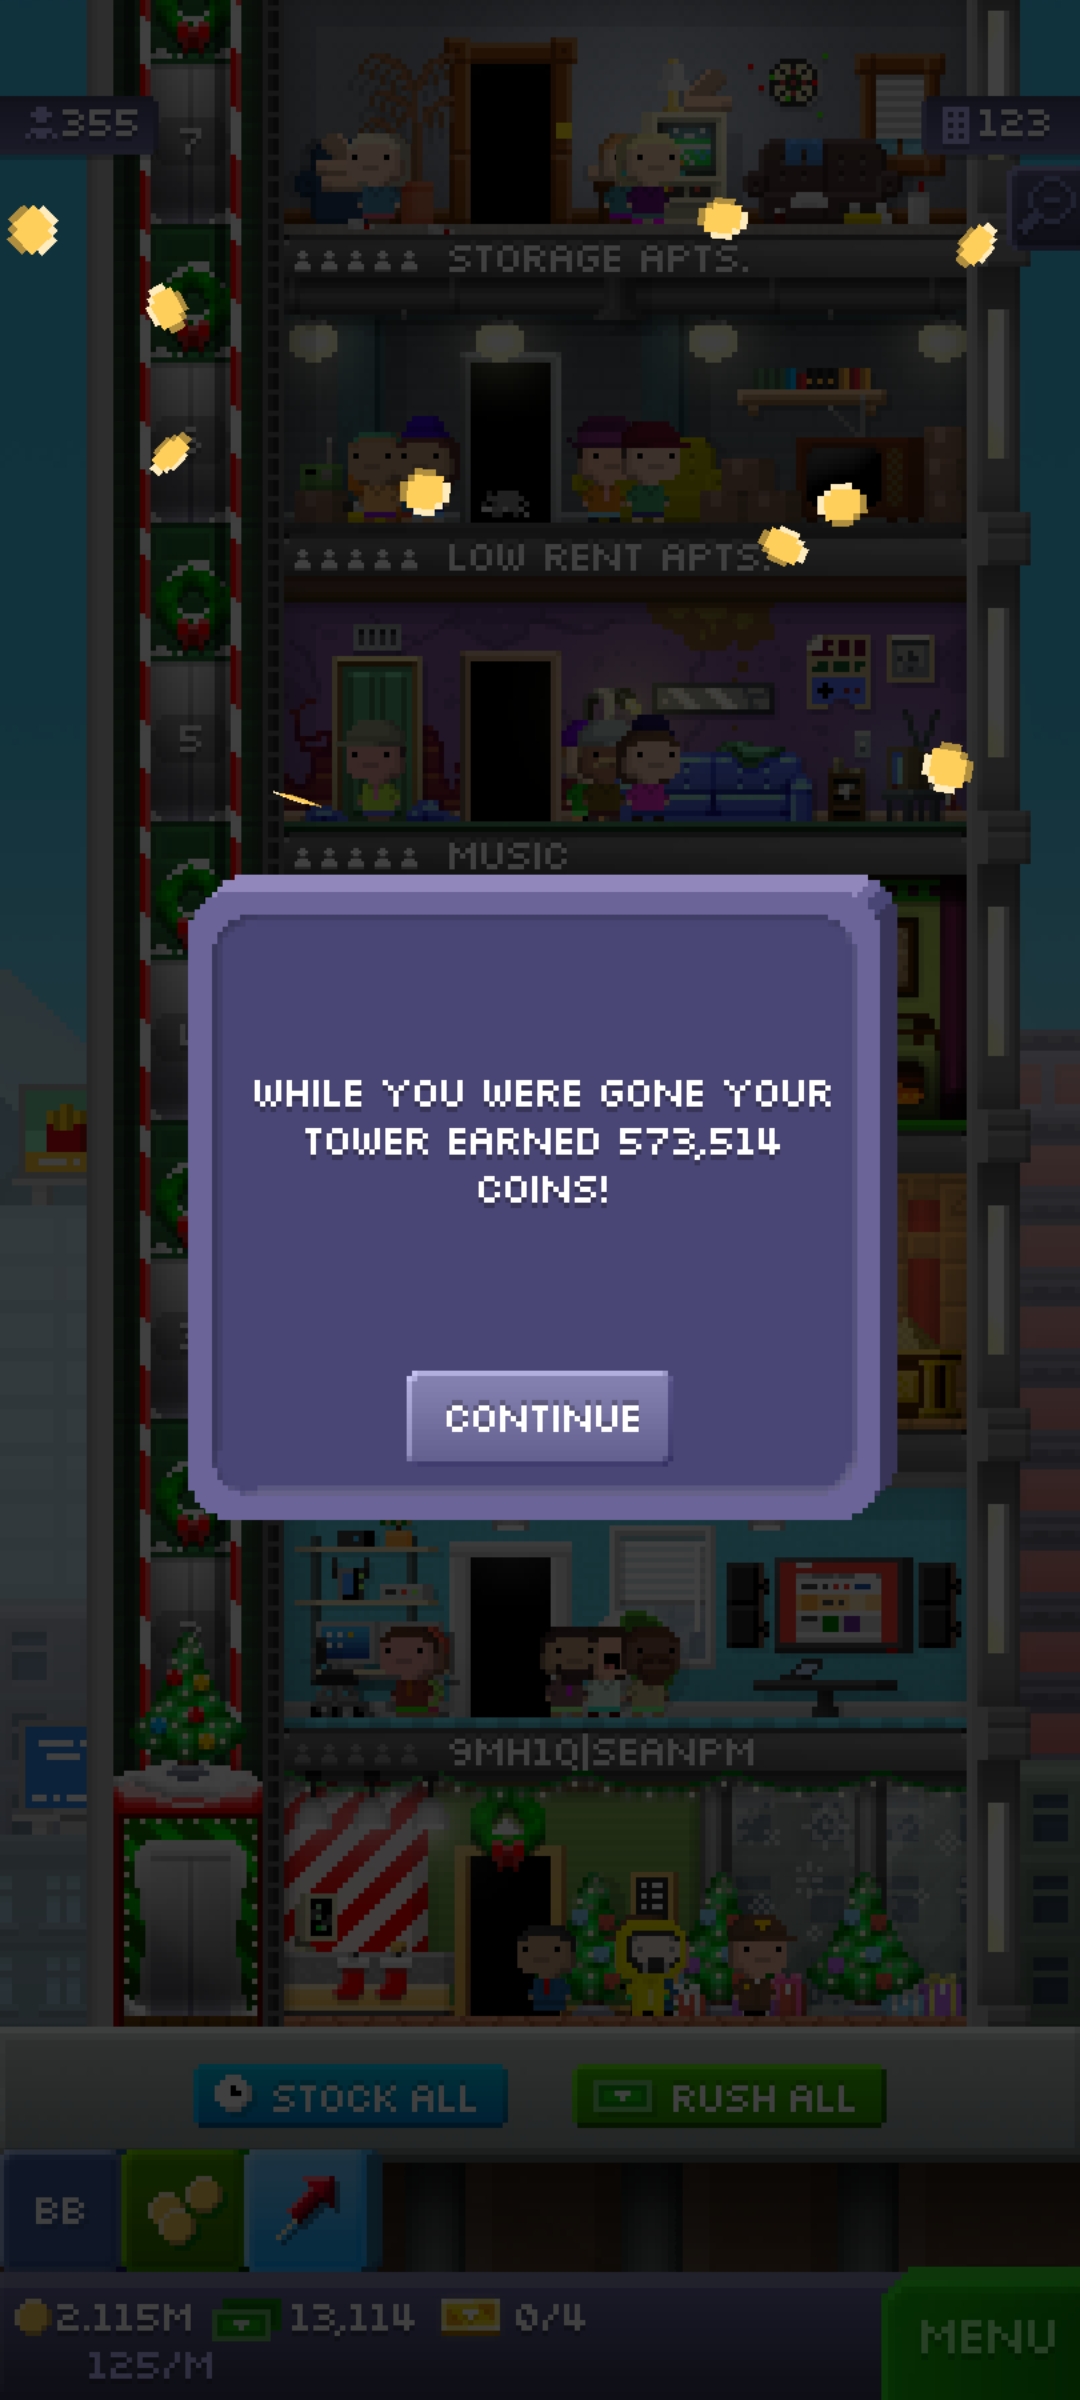 7
355
123
STORAGE APTS.
LOW RENT APTS.
5
MUSIC
WHILE YOU WERE GONE YOUR
TOWER EARNED 573,514
COINS!
CONTINUE
9MH1Q|SEANPM
STOCK ALL
RUSH ALL
BB
2.115M
13,114
0/4
125/M
MENU